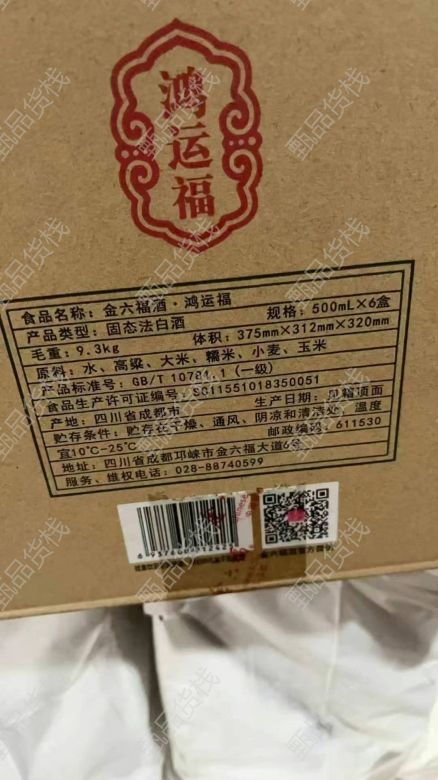 鸿运福
食品名称：金六福酒·鸿运福 规格：500mL×6盒
产品类型：固态法白酒 体积：375mm×312mm×320mm
毛重：9.3kg
原料：水、高粱、大米、糯米、小麦、玉米
产品标准号：GB/T 10781.1（一级）
食品生产许可证编号：SC11551018350051
产地：四川省成都市 生产日期：见箱顶面
贮存条件：贮存在干燥、通风、阴凉和清洁处 温度
宜10℃-25℃ 邮政编码：611530
地址：四川省成都邛崃市金六福大道6号
服务、维权电话：028-88740599
甄品货栈